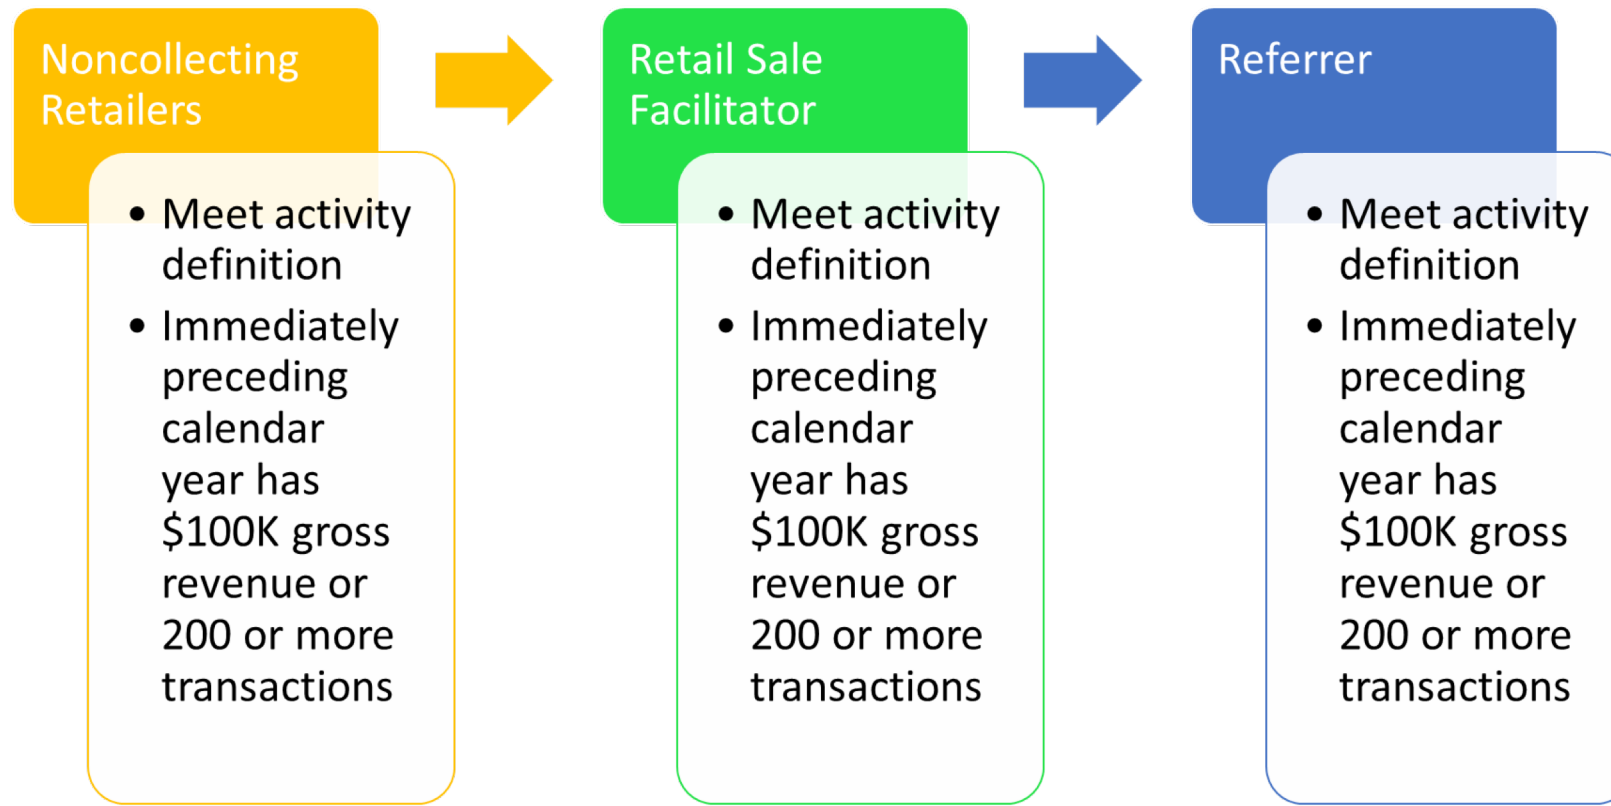 Noncollecting
Retailers
• Meet activity
definition
• Immediately
preceding
calendar
year has
$100K gross
revenue or
200 or more
transactions
Retail Sale
Facilitator
• Meet activity
definition
• Immediately
preceding
calendar
year has
$100K gross
revenue or
200 or more
transactions
Referrer
• Meet activity
definition
• Immediately
preceding
calendar
year has
$100K gross
revenue or
200 or more
transactions